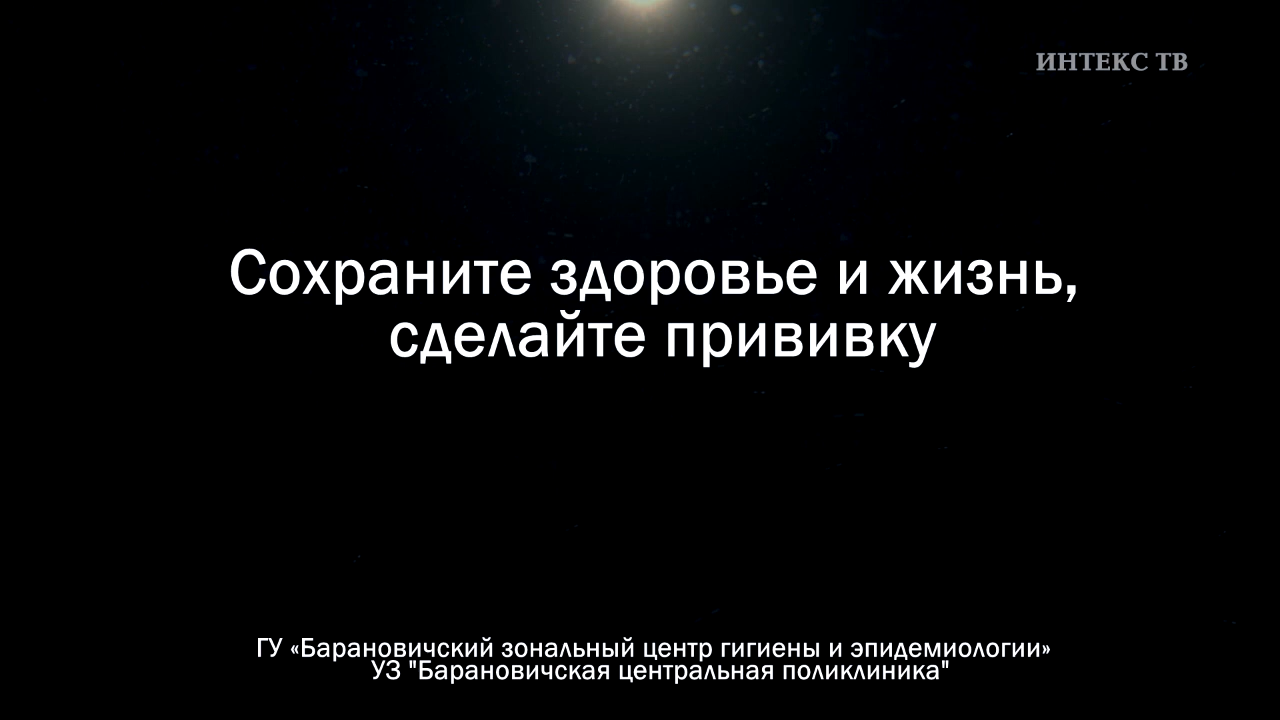 ИНТЕКС ТВ
Сохраните здоровье и жизнь,
сделайте прививку
ГУ «Барановичский зональный центр гигиены и эпидемиологии»
УЗ "Барановичская центральная поликлиника"